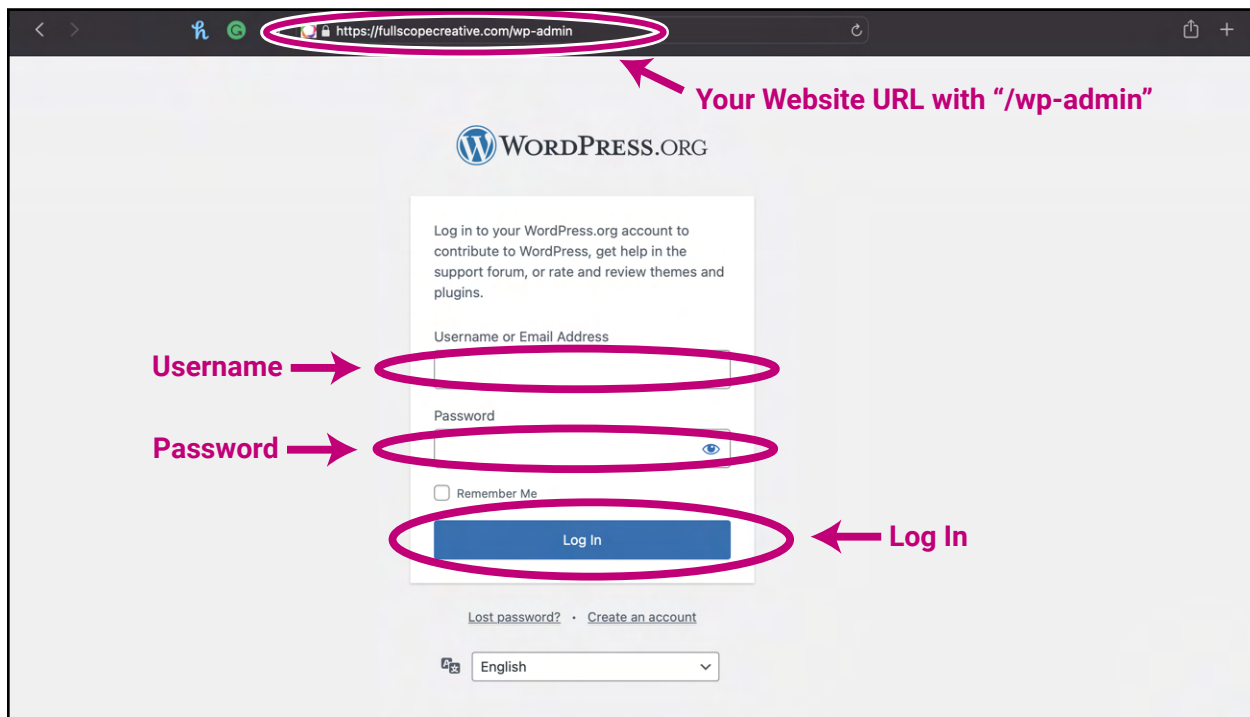 https://fullscopecreative.com/wp-admin
Your Website URL with “/wp-admin”
WORDPRESS.ORG
Log in to your WordPress.org account to
contribute to WordPress, get help in the
support forum, or rate and review themes and
plugins.
Username or Email Address
Username
Password
Password
Remember Me
Log In
Log In
Lost password? · Create an account
English